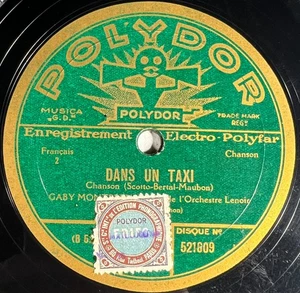 POLYDOR
MUSICA
"G.D."
POLYDOR
TRADE MARK
REGD
Enregistrement Electro-Polyfar
Français
2
Chanson
DANS UN TAXI
Chanson (Scotto-Bertal-Maubon)
GABY MON de l'Orchestre Lenoir
POLYDOR
DISQUE No
521809